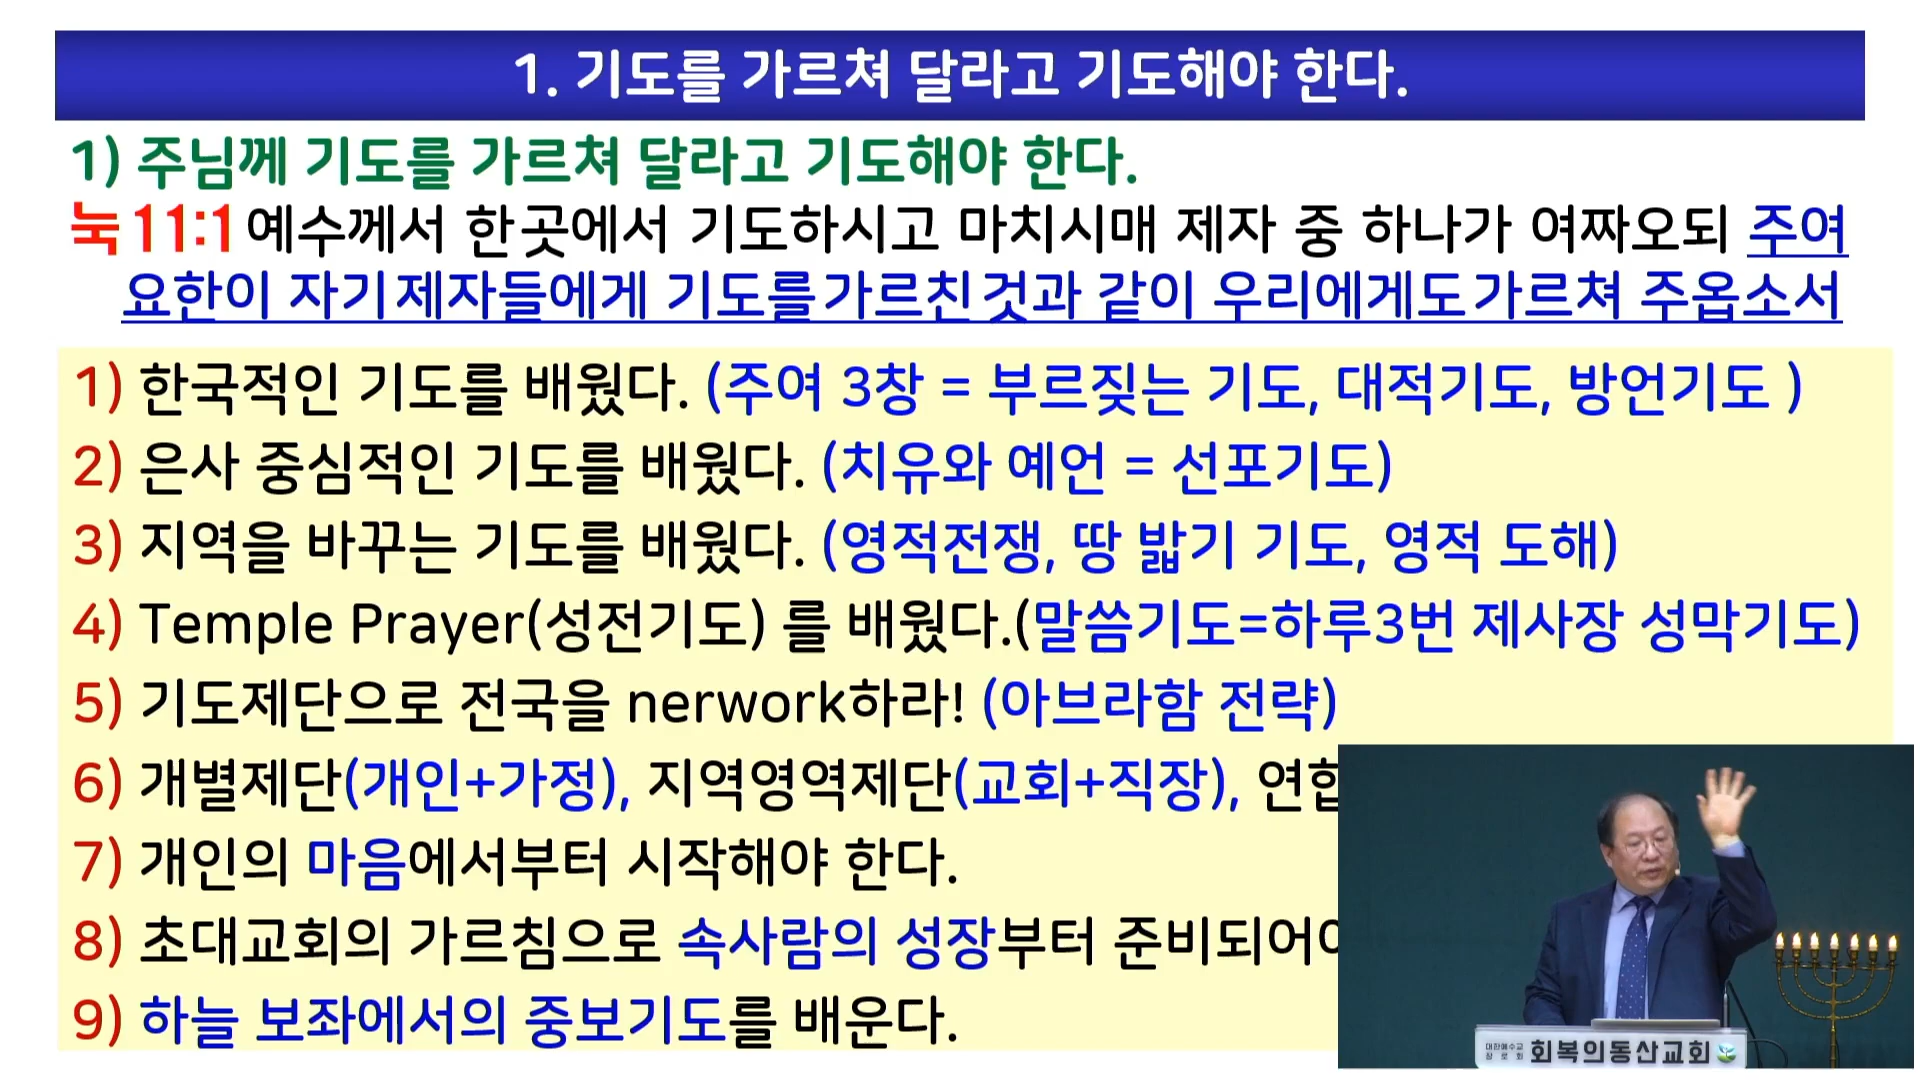 1. 기도를 가르쳐 달라고 기도해야 한다.
1) 주님께 기도를 가르쳐 달라고 기도해야 한다.
눅11:1 예수께서 한곳에서 기도하시고 마치시매 제자 중 하나가 여짜오되 주여
요한이 자기제자들에게 기도를가르친것과 같이 우리에게도가르쳐 주옵소서
1) 한국적인 기도를 배웠다. (주여 3창 = 부르짖는 기도, 대적기도, 방언기도 )
2) 은사 중심적인 기도를 배웠다. (치유와 예언 = 선포기도)
3) 지역을 바꾸는 기도를 배웠다. (영적전쟁, 땅 밟기 기도, 영적 도해)
4) Temple Prayer(성전기도) 를 배웠다.(말씀기도=하루3번 제사장 성막기도)
5) 기도제단으로 전국을 nerwork하라! (아브라함 전략)
6) 개별제단(개인+가정), 지역영역제단(교회+직장), 연합
7) 개인의 마음에서부터 시작해야 한다.
8) 초대교회의 가르침으로 속사람의 성장부터 준비되어야
9) 하늘 보좌에서의 중보기도를 배운다.
대한예수교
장로회
회복의동산교회